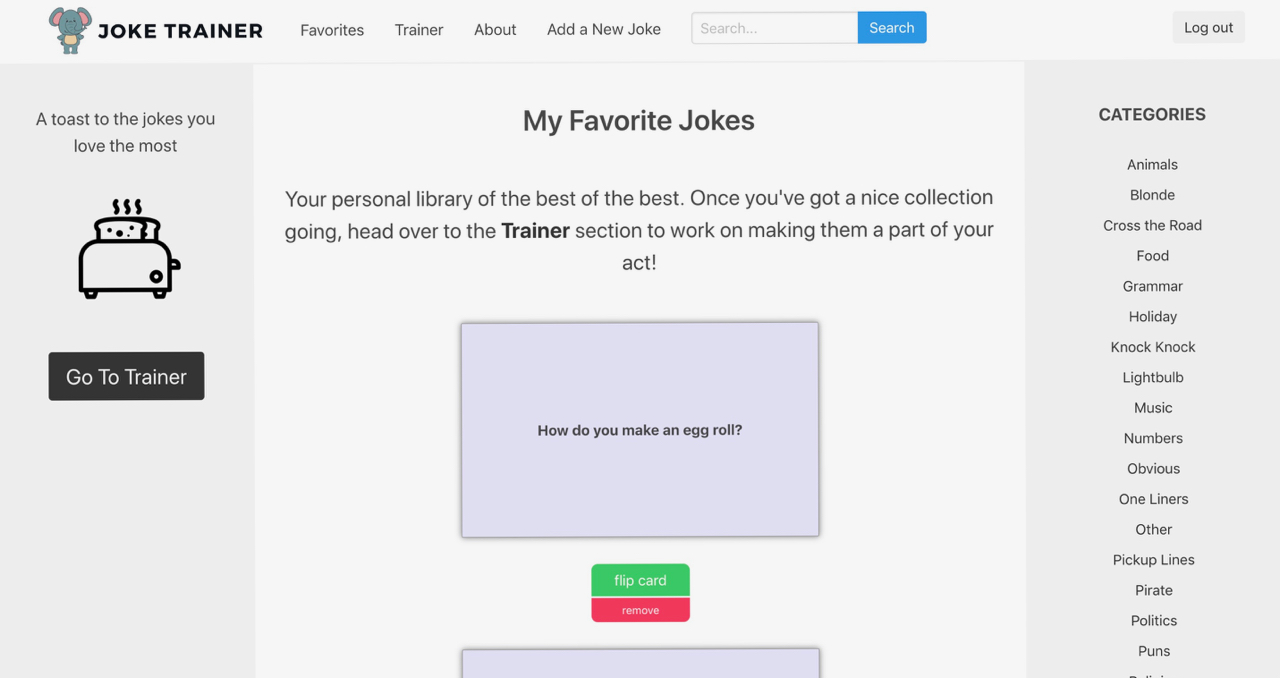 JOKE TRAINER
Favorites
Trainer
About
Add a New Joke
Search...
Search
Log out
A toast to the jokes you
love the most
Go To Trainer
My Favorite Jokes
Your personal library of the best of the best. Once you've got a nice collection
going, head over to the Trainer section to work on making them a part of your
act!
How do you make an egg roll?
flip card
remove
CATEGORIES
Animals
Blonde
Cross the Road
Food
Grammar
Holiday
Knock Knock
Lightbulb
Music
Numbers
Obvious
One Liners
Other
Pickup Lines
Pirate
Politics
Puns